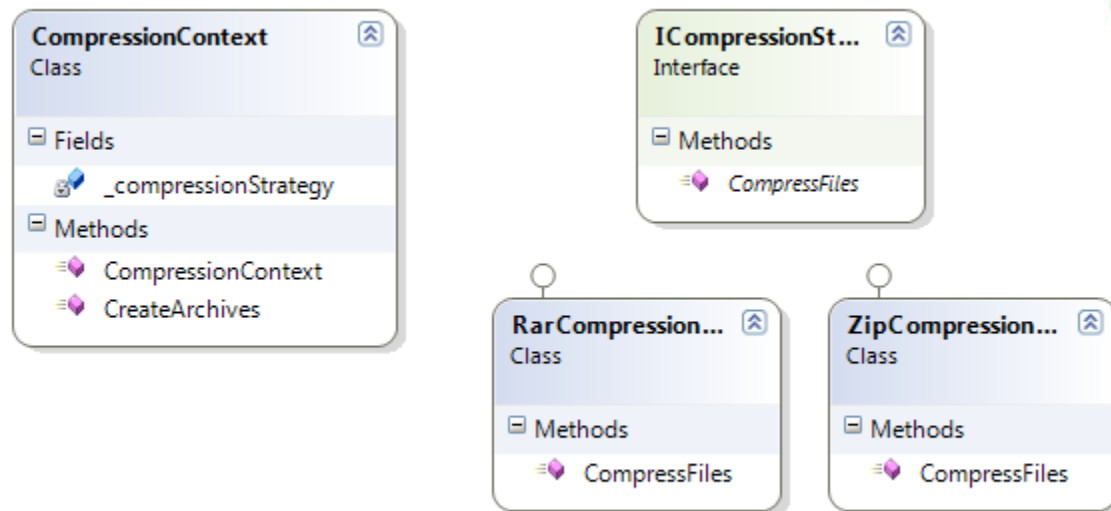 CompressionContext
Class
Fields
_compressionStrategy
Methods
CompressionContext
CreateArchives
ICompressionSt...
Interface
Methods
CompressFiles
RarCompression...
Class
Methods
CompressFiles
ZipCompression...
Class
Methods
CompressFiles